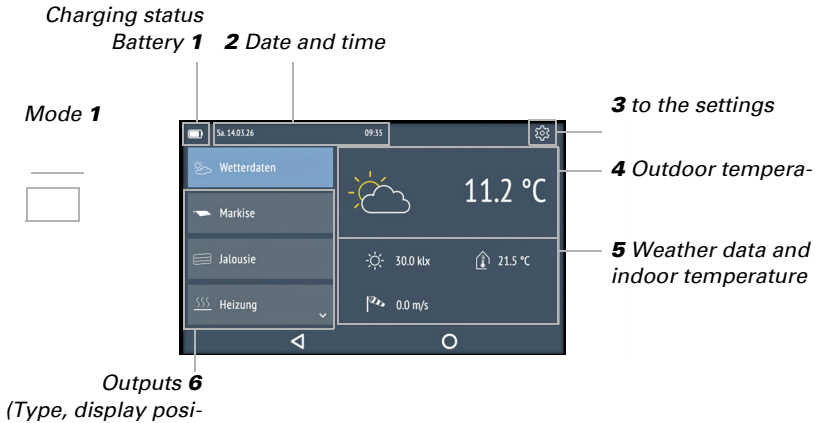 Charging status
Battery 1
2 Date and time
Mode 1
3 to the settings
Sa. 14.03.26
09:35
Wetterdaten
11.2 °C
4 Outdoor tempera-
Markise
Jalousie
30.0 klx
21.5 °C
5 Weather data and
indoor temperature
Heizung
0.0 m/s
Outputs 6
(Type, display posi-